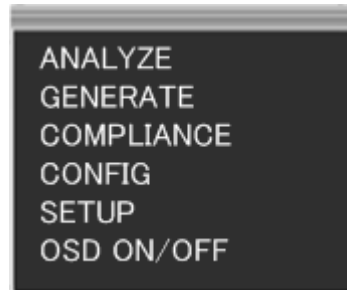 ANALYZE
GENERATE
COMPLIANCE
CONFIG
SETUP
OSD ON/OFF